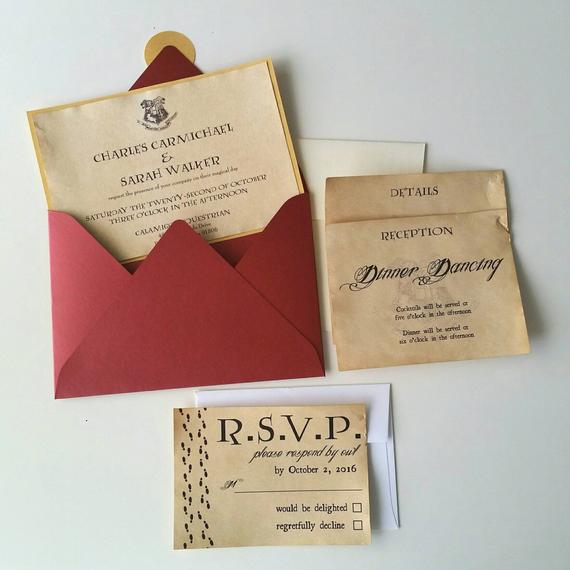 CHARLES CARMICHAEL
&
SARAH WALKER
request the presence of your company on their magical day
SATURDAY THE TWENTY-SECOND OF OCTOBER
THREE O'CLOCK IN THE AFTERNOON
EQUESTRIAN
Drive
91806
DETAILS
RECEPTION
Dinner & Dancing
Cocktails will be served at
five o'clock in the afternoon
Dinner will be served at
six o'clock in the afternoon
R.S.V.P.
please respond by owl
by October 2, 2016
M
would be delighted
regretfully decline